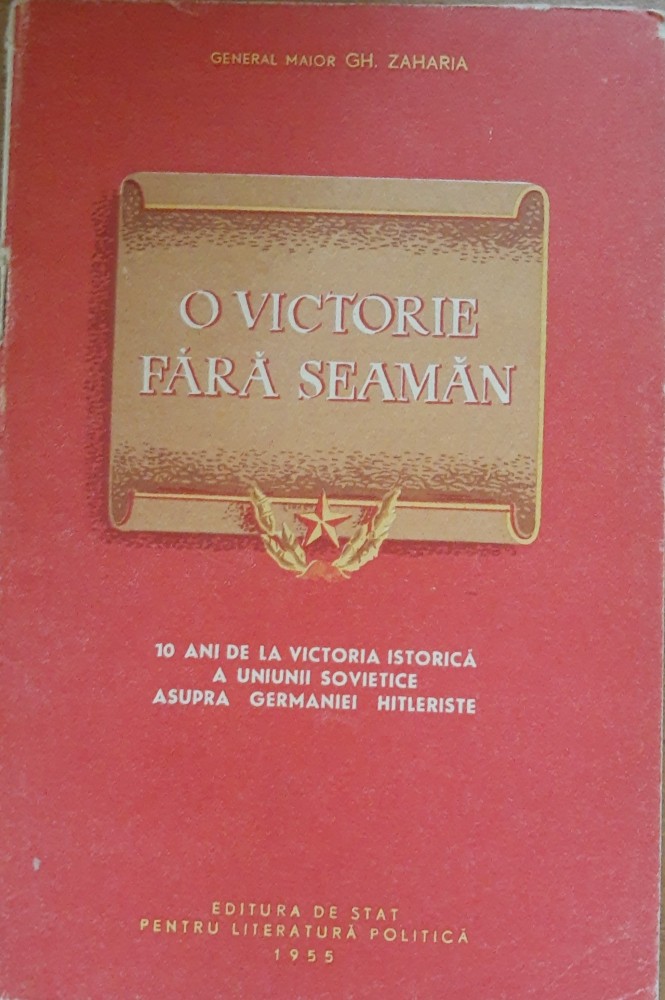 GENERAL MAIOR GH. ZAHARIA
O VICTORIE
FĂRĂ SEAMĂN
10 ANI DE LA VICTORIA ISTORICĂ
A UNIUNII SOVIETICE
ASUPRA GERMANIEI HITLERISTE
EDITURA DE STAT
PENTRU LITERATURĂ POLITICĂ
1955